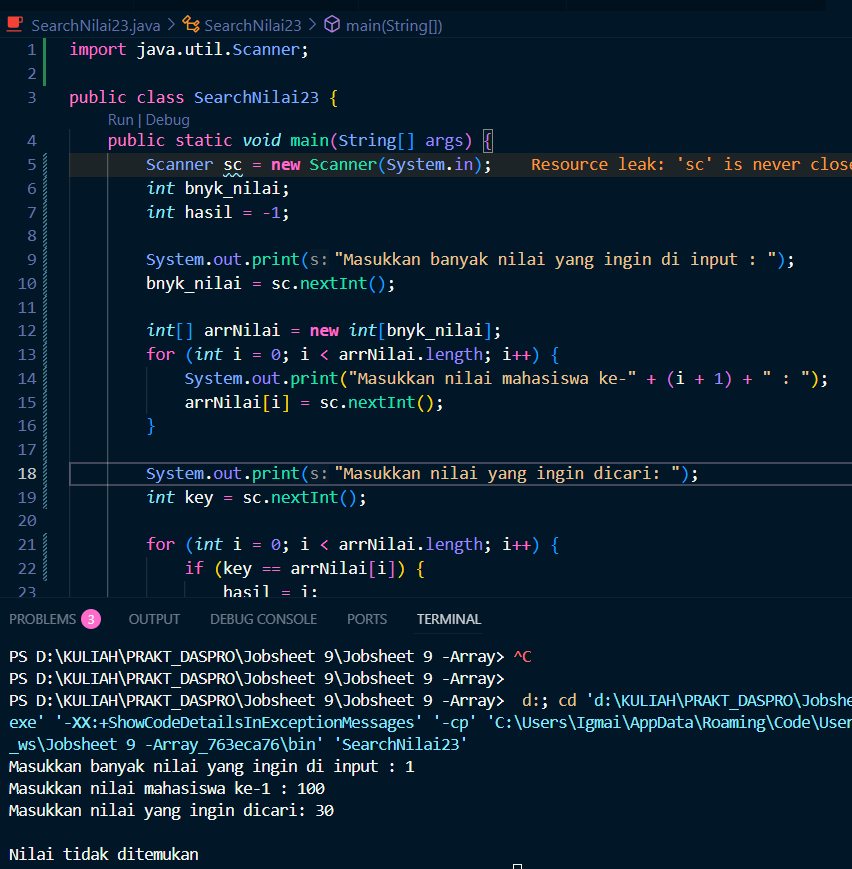 SearchNilai23.java > SearchNilai23 > main(String[])
1 import java.util.Scanner;
2
3 public class SearchNilai23 {
Run | Debug
4 public static void main(String[] args) {
5 Scanner sc = new Scanner(System.in); Resource leak: 'sc' is never close
6 int bnyk_nilai;
7 int hasil = -1;
8
9 System.out.print(s: "Masukkan banyak nilai yang ingin di input : ");
10 bnyk_nilai = sc.nextInt();
11
12 int[] arrNilai = new int[bnyk_nilai];
13 for (int i = 0; i < arrNilai.length; i++) {
14 System.out.print("Masukkan nilai mahasiswa ke-" + (i + 1) + " : ");
15 arrNilai[i] = sc.nextInt();
16 }
17
18 System.out.print(s: "Masukkan nilai yang ingin dicari: ");
19 int key = sc.nextInt();
20
21 for (int i = 0; i < arrNilai.length; i++) {
22 if (key == arrNilai[i]) {
23 hasil = i;
PROBLEMS 3 OUTPUT DEBUG CONSOLE PORTS TERMINAL
PS D:\KULIAH\PRAKT_DASPRO\Jobsheet 9\Jobsheet 9 -Array> ^C
PS D:\KULIAH\PRAKT_DASPRO\Jobsheet 9\Jobsheet 9 -Array>
PS D:\KULIAH\PRAKT_DASPRO\Jobsheet 9\Jobsheet 9 -Array> d:; cd 'd:\KULIAH\PRAKT_DASPRO\Jobshe
exe' '-XX:+ShowCodeDetailsInExceptionMessages' '-cp' 'C:\Users\Igmai\AppData\Roaming\Code\User
_ws\Jobsheet 9 -Array_763eca76\bin' 'SearchNilai23'
Masukkan banyak nilai yang ingin di input : 1
Masukkan nilai mahasiswa ke-1 : 100
Masukkan nilai yang ingin dicari: 30
Nilai tidak ditemukan